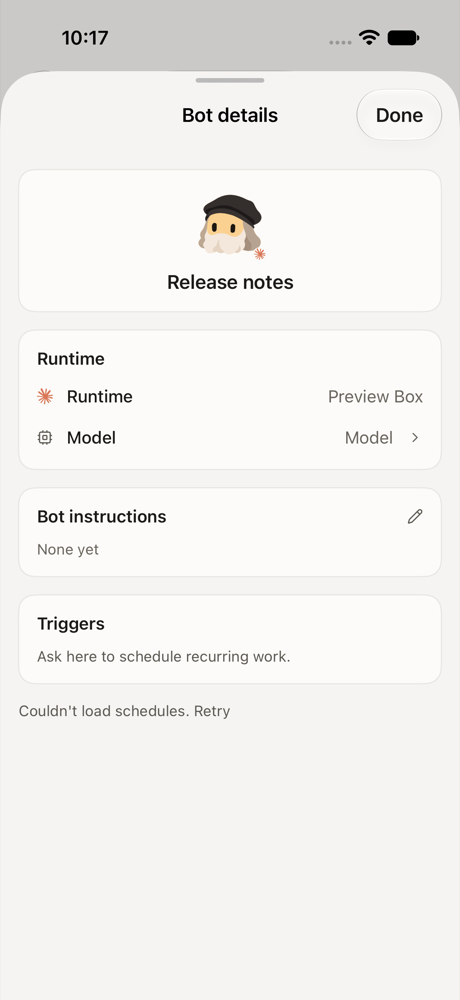 10:17
Bot details
Done
Release notes
Runtime
Runtime
Preview Box
Model
Model
Bot instructions
None yet
Triggers
Ask here to schedule recurring work.
Couldn't load schedules. Retry